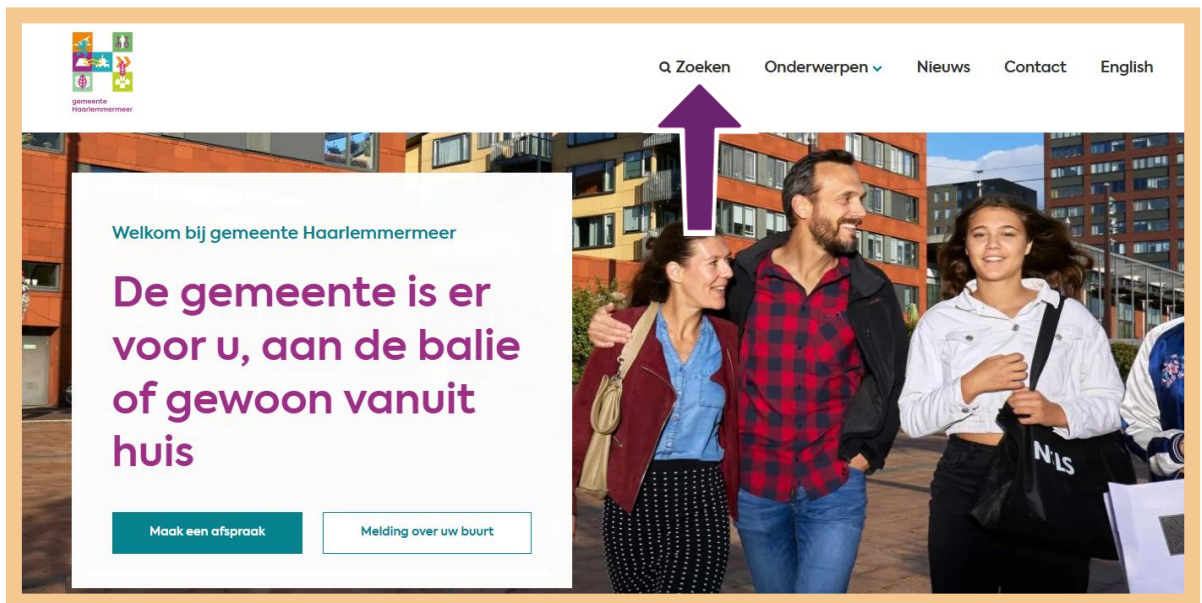 gemeente
Haarlemmermeer
Zoeken Onderwerpen Nieuws Contact English
Welkom bij gemeente Haarlemmermeer
De gemeente is er
voor u, aan de balie
of gewoon vanuit
huis
Maak een afspraak Melding over uw buurt